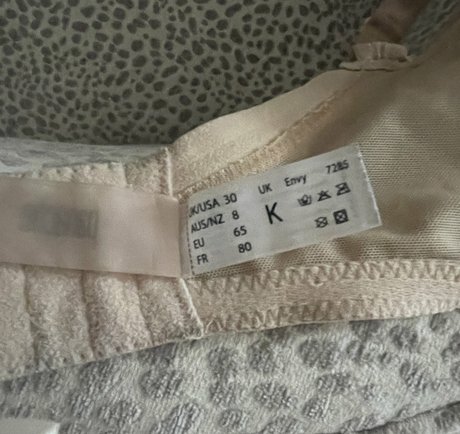 UK/USA 30 UK Envy 7285
AUS/NZ 8 K
EU 65
FR 80